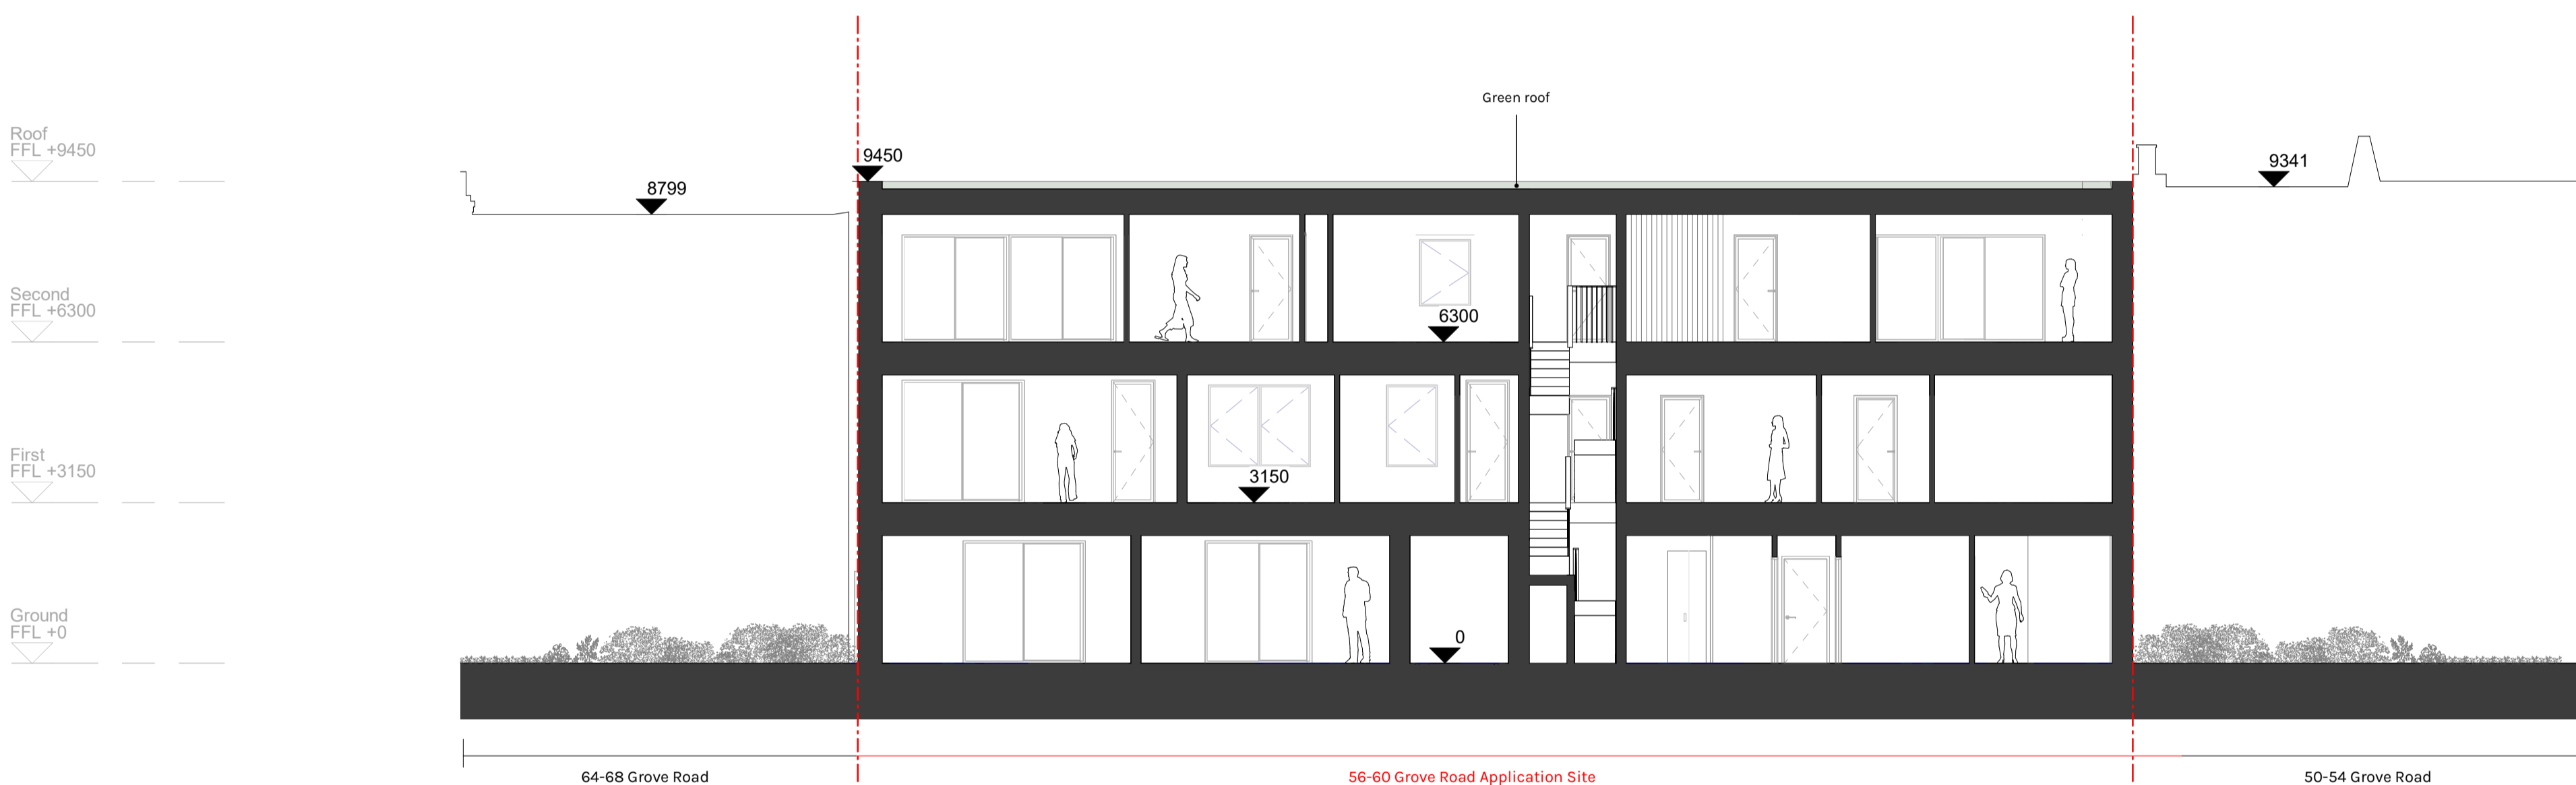 Green roof
Roof
FFL +9450
9450
9341
8799
Second
FFL +6300
6300
First
FFL +3150
3150
Ground
FFL +0
0
64-68 Grove Road
56-60 Grove Road Application Site
50-54 Grove Road